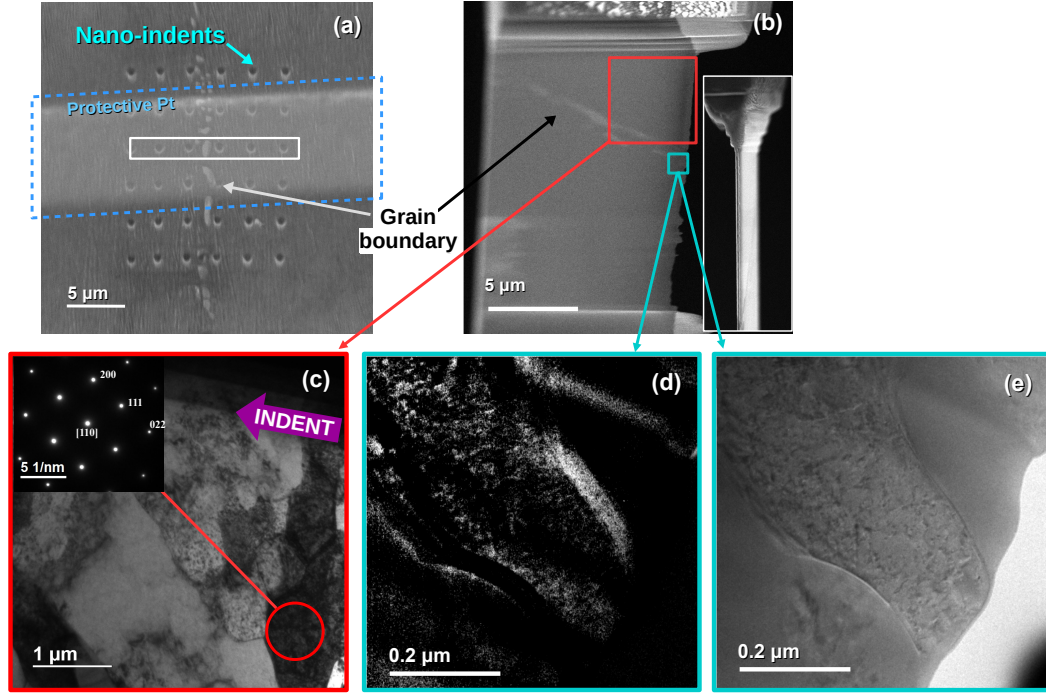 (a)
Nano-indents
Protective Pt
Grain
boundary
5 µm
(b)
5 µm
(c)
200
111
022
[110]
5 1/nm
INDENT
1 µm
(d)
0.2 µm
(e)
0.2 µm